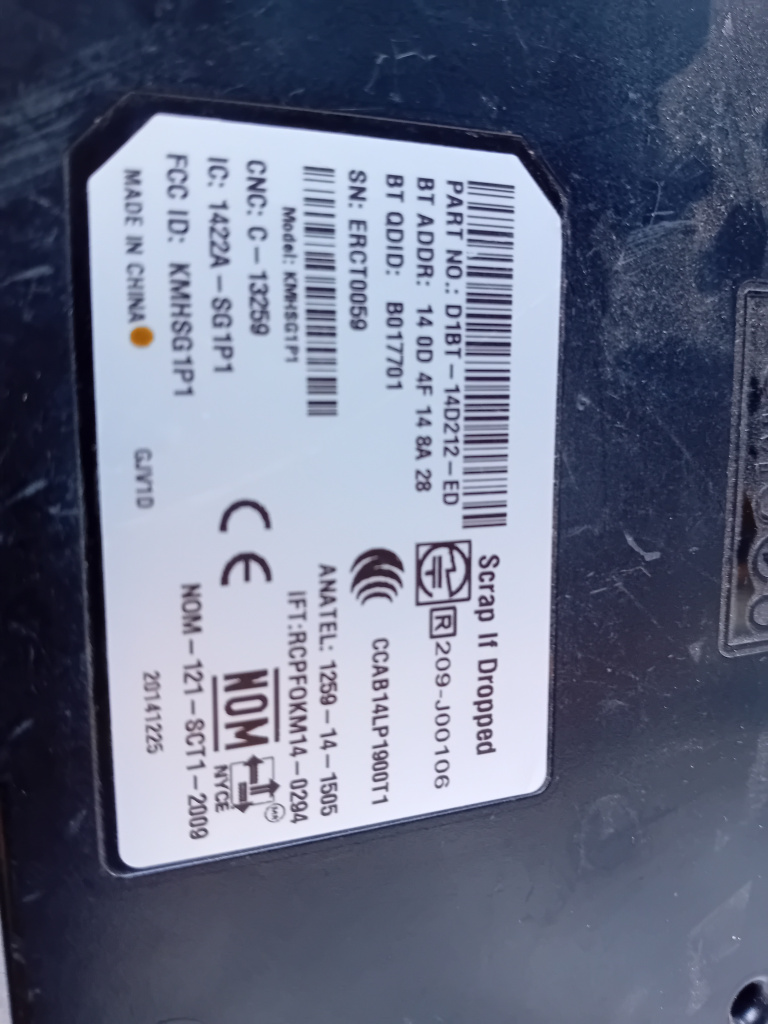 PART NO.: D1BT-14D212-ED
BT ADDR: 14 0D 4F 14 8A 28
BT QDID: B017701
SN: ERCT0059
Model: KMHSG1P1
CNC: C-13259
IC: 1422A-SG1P1
FCC ID: KMHSG1P1
MADE IN CHINA
GJV1D
Scrap If Dropped
R 209-J00106
CCAB14LP1900T1
ANATEL: 1259-14-1505
IFT:RCPFOKM14-0294
CE
NOM
NYCE
NOM-121-SCT1-2009
20141225